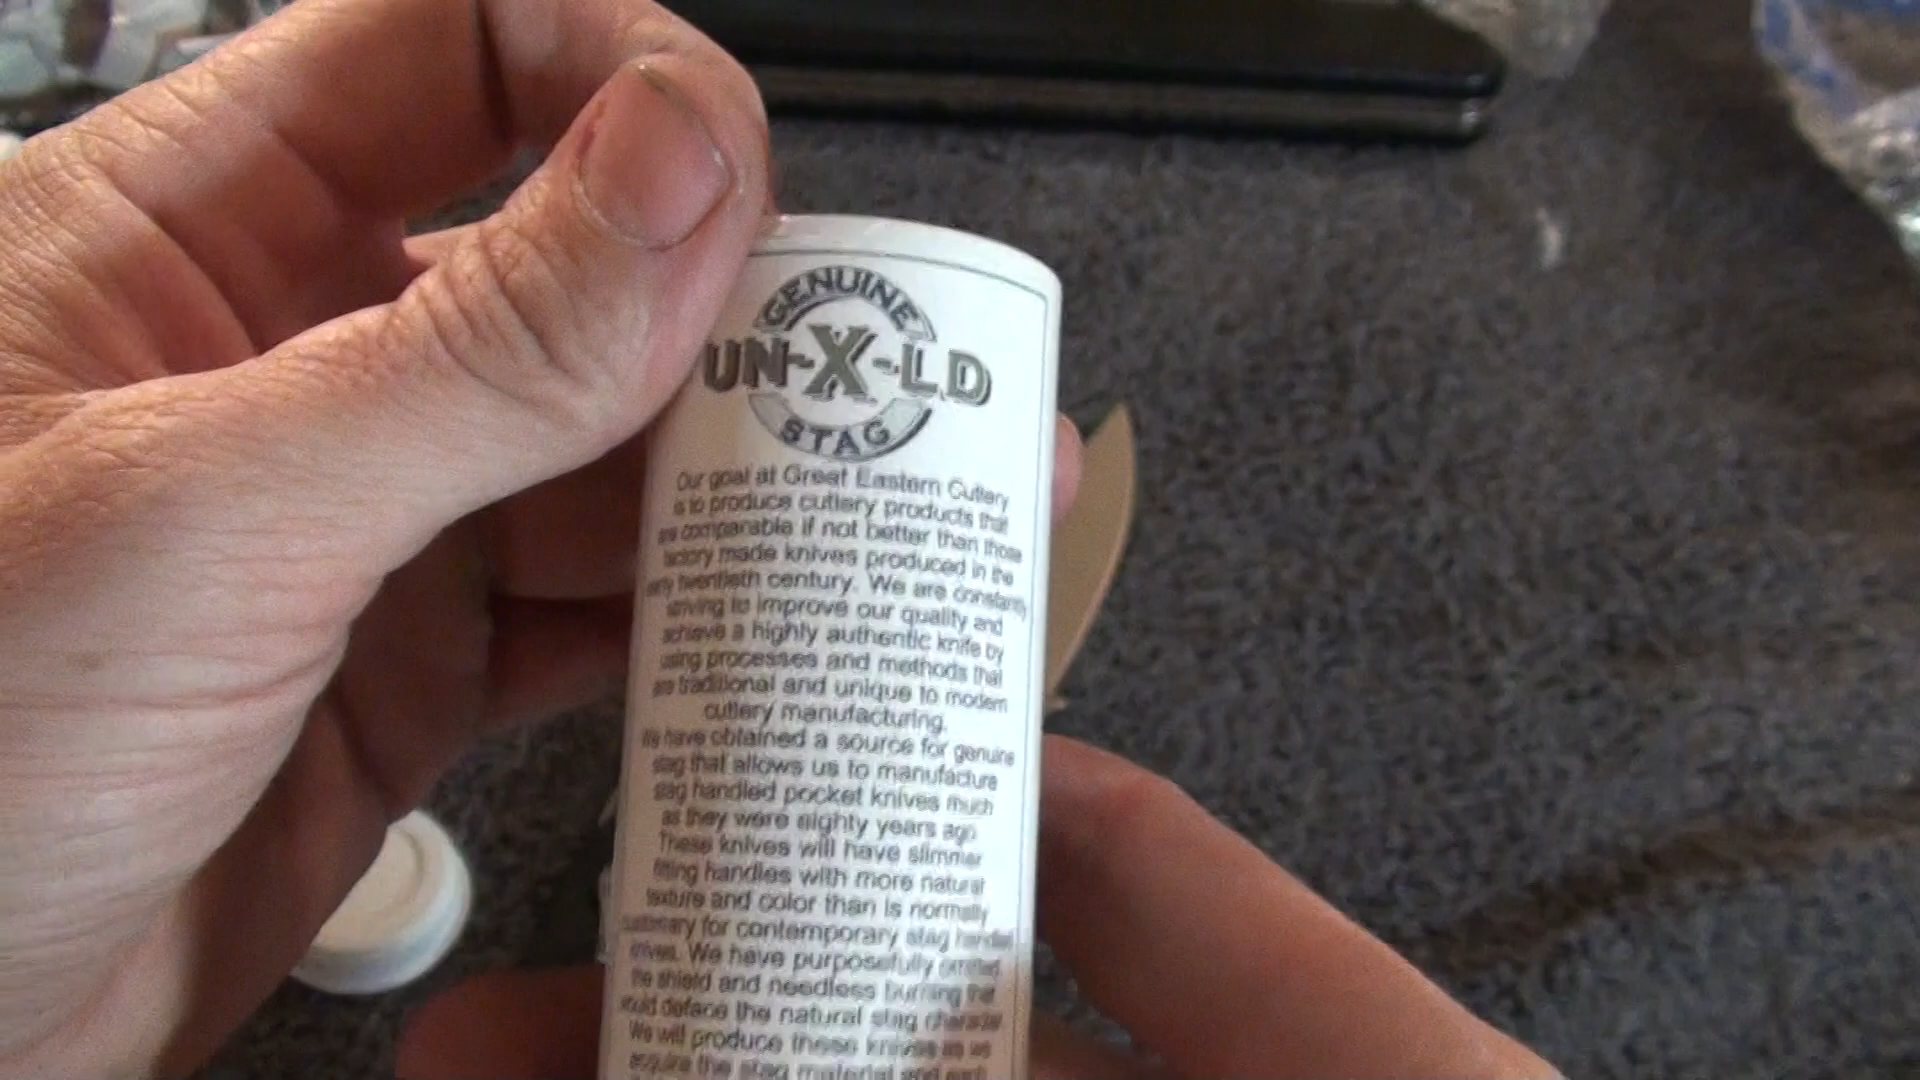 GENUINE
UN-X-LD
STAG
Our goal at Great Eastern Cutlery
is to produce cutlery products that
are comparable if not better than those
factory made knives produced in the
early twentieth century. We are constantly
striving to improve our quality and
achieve a highly authentic knife by
using processes and methods that
are traditional and unique to modern
cutlery manufacturing.
We have obtained a source for genuine
stag that allows us to manufacture
stag handled pocket knives much
as they were eighty years ago.
These knives will have slimmer
fitting handles with more natural
texture and color than is normally
customary for contemporary stag handled
knives. We have purposefully omitted
the shield and needless burning that
would deface the natural stag character.
We will produce these knives as we
acquire the stag material and each